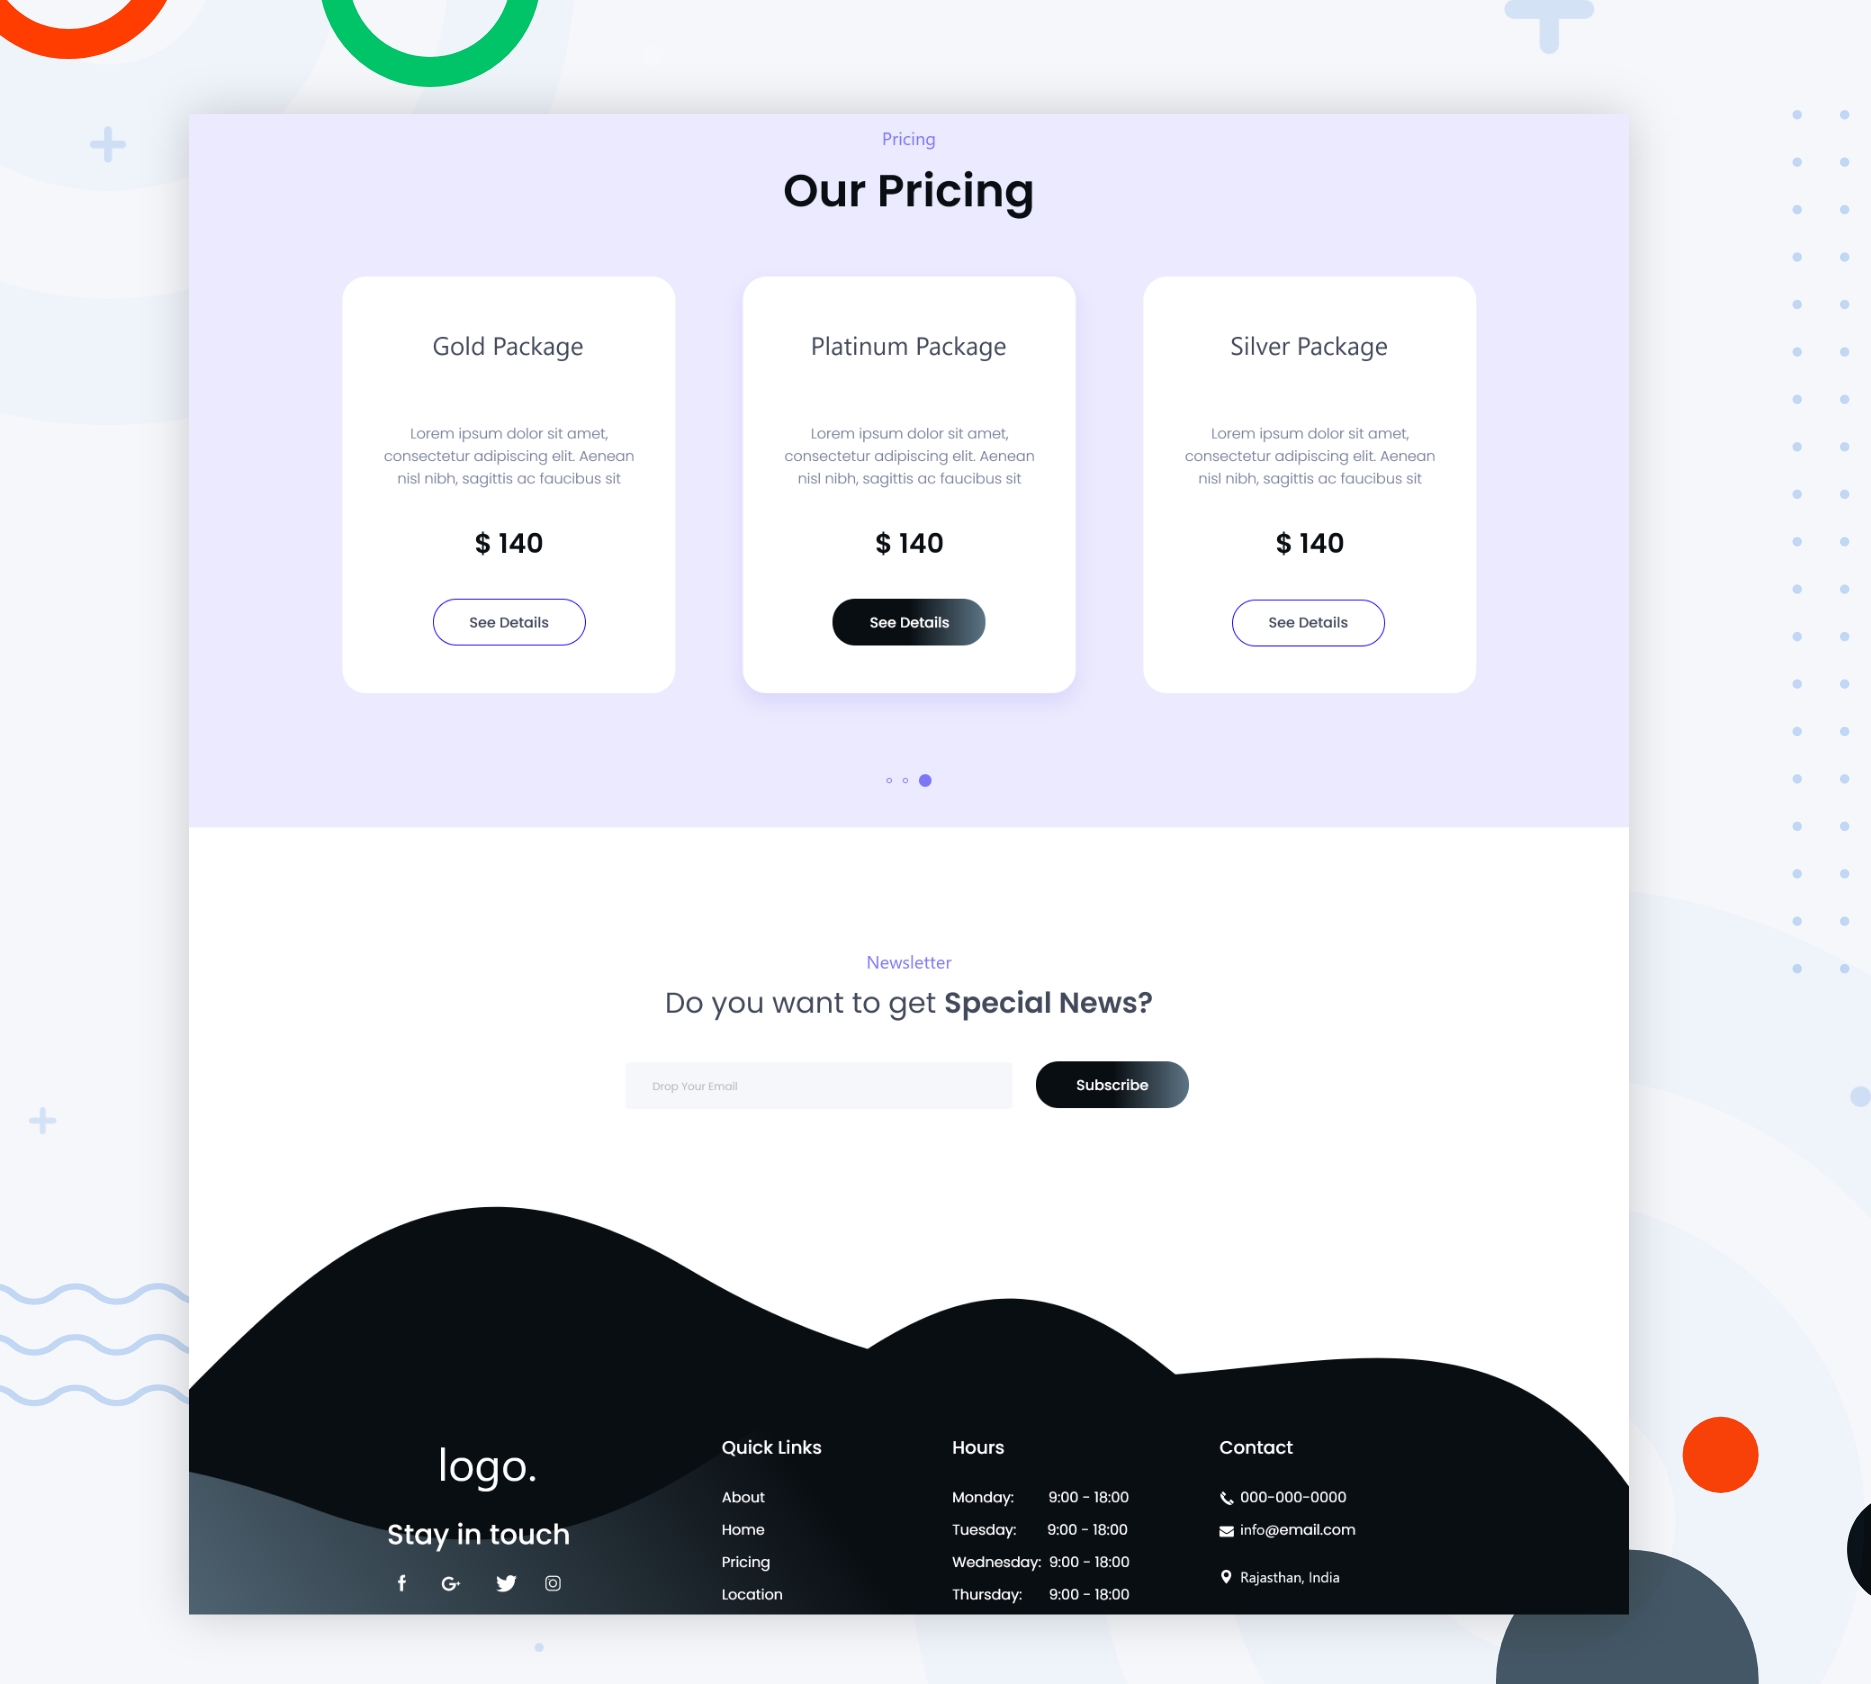 Pricing
Our Pricing
Gold Package
Lorem ipsum dolor sit amet,
consectetur adipiscing elit. Aenean
nisl nibh, sagittis ac faucibus sit
$ 140
See Details
Platinum Package
Lorem ipsum dolor sit amet,
consectetur adipiscing elit. Aenean
nisl nibh, sagittis ac faucibus sit
$ 140
See Details
Silver Package
Lorem ipsum dolor sit amet,
consectetur adipiscing elit. Aenean
nisl nibh, sagittis ac faucibus sit
$ 140
See Details
Newsletter
Do you want to get Special News?
Drop Your Email
Subscribe
logo.
Stay in touch
Quick Links
About
Home
Pricing
Location
Hours
Monday: 9:00 - 18:00
Tuesday: 9:00 - 18:00
Wednesday: 9:00 - 18:00
Thursday: 9:00 - 18:00
Contact
000-000-0000
info@email.com
Rajasthan, India